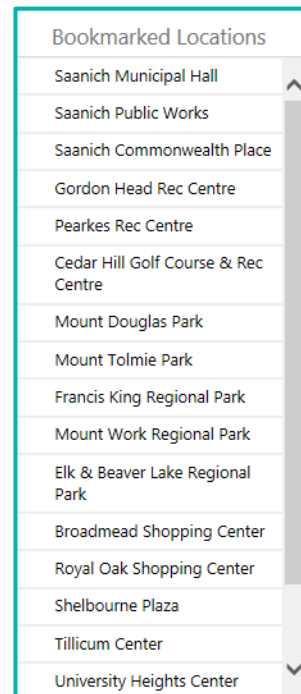 Bookmarked Locations
Saanich Municipal Hall
Saanich Public Works
Saanich Commonwealth Place
Gordon Head Rec Centre
Pearkes Rec Centre
Cedar Hill Golf Course & Rec
Centre
Mount Douglas Park
Mount Tolmie Park
Francis King Regional Park
Mount Work Regional Park
Elk & Beaver Lake Regional
Park
Broadmead Shopping Center
Royal Oak Shopping Center
Shelbourne Plaza
Tillicum Center
University Heights Center